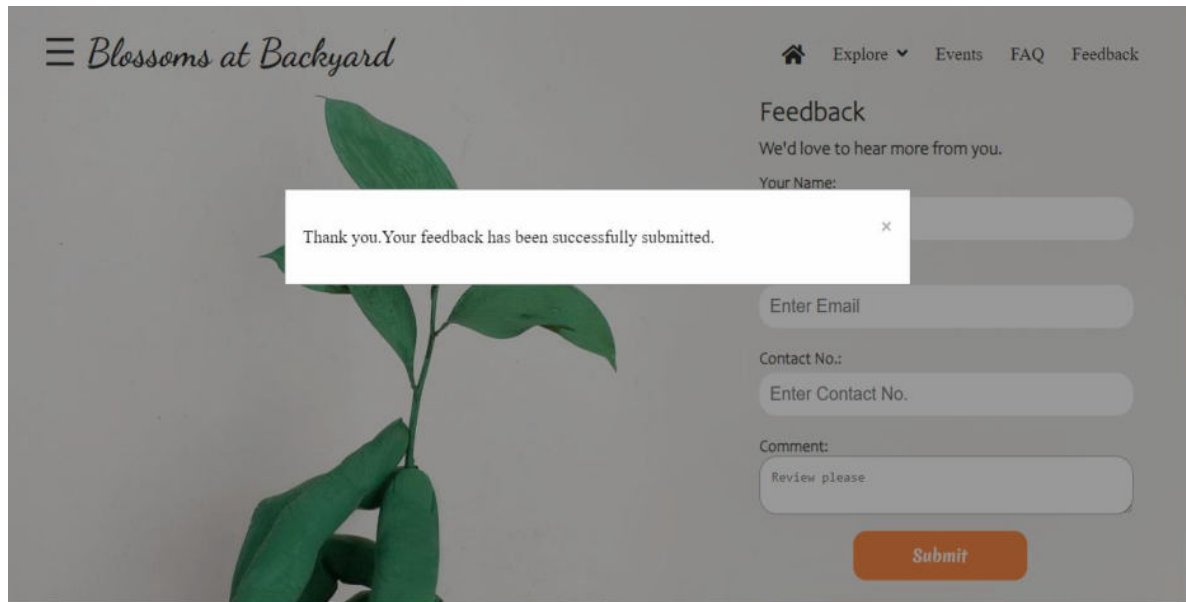 ☰ Blossoms at Backyard
Explore Events FAQ Feedback
Feedback
We'd love to hear more from you.
Your Name:
Thank you.Your feedback has been successfully submitted. ×
Enter Email
Contact No.:
Enter Contact No.
Comment:
Review please
Submit